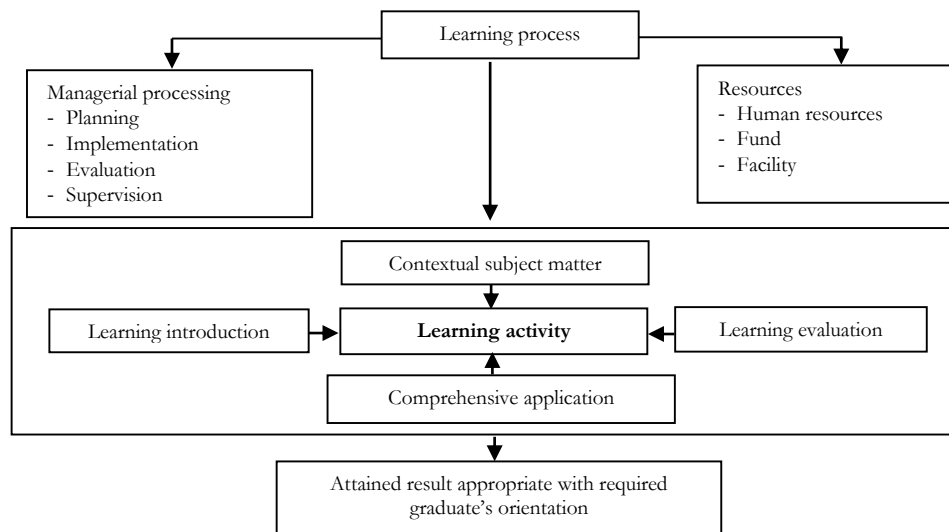 Learning process
Managerial processing
- Planning
- Implementation
- Evaluation
- Supervision
Resources
- Human resources
- Fund
- Facility
Contextual subject matter
Learning introduction
Learning activity
Learning evaluation
Comprehensive application
Attained result appropriate with required
graduate’s orientation